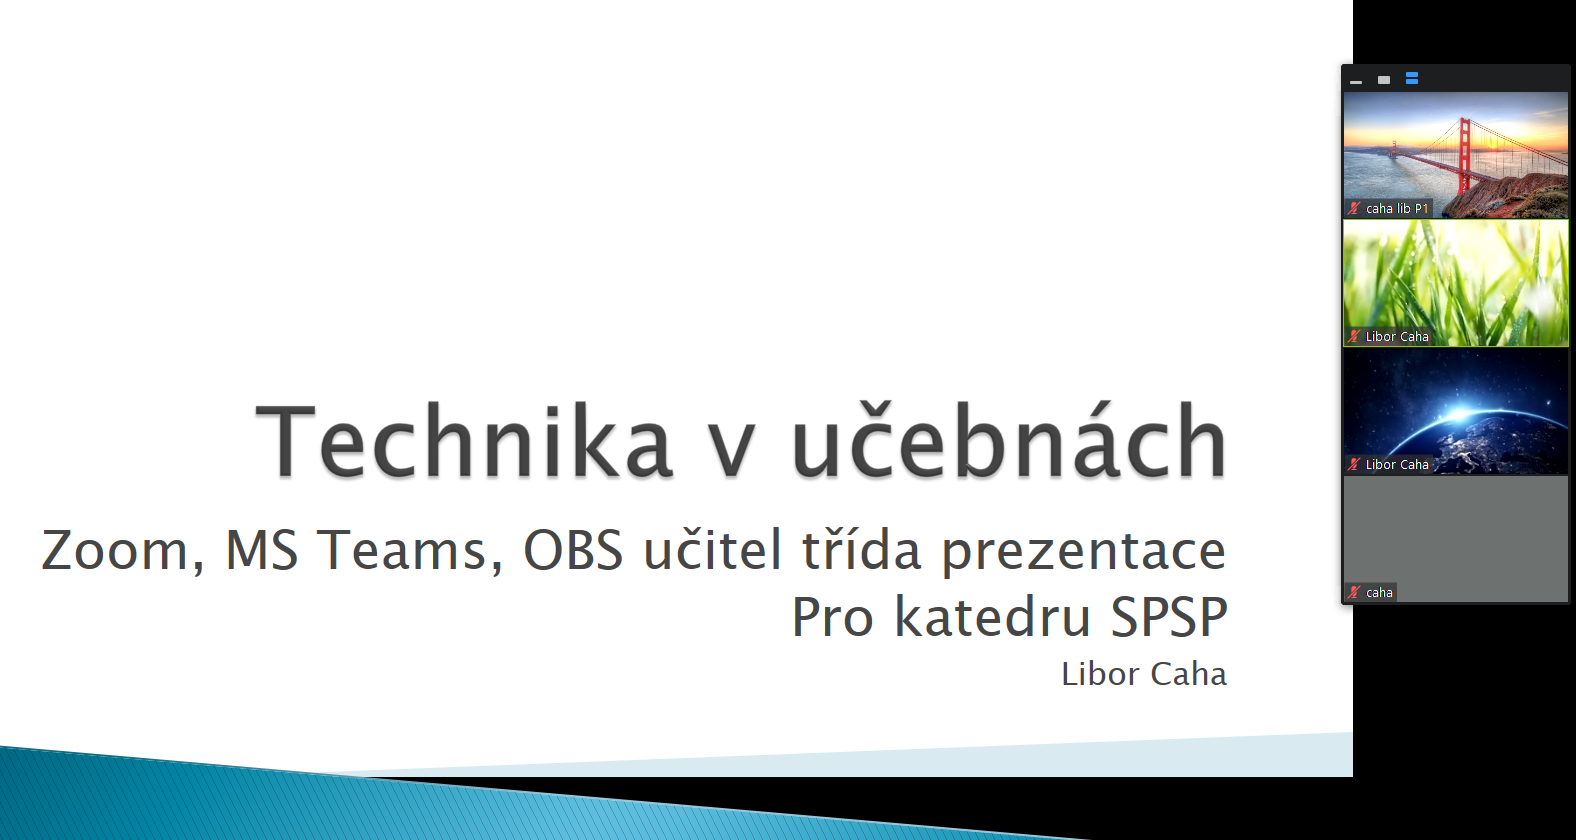 Technika v učebnách
Zoom, MS Teams, OBS učitel třída prezentace
Pro katedru SPSP
Libor Caha
caha lib P1
Libor Caha
Libor Caha
caha